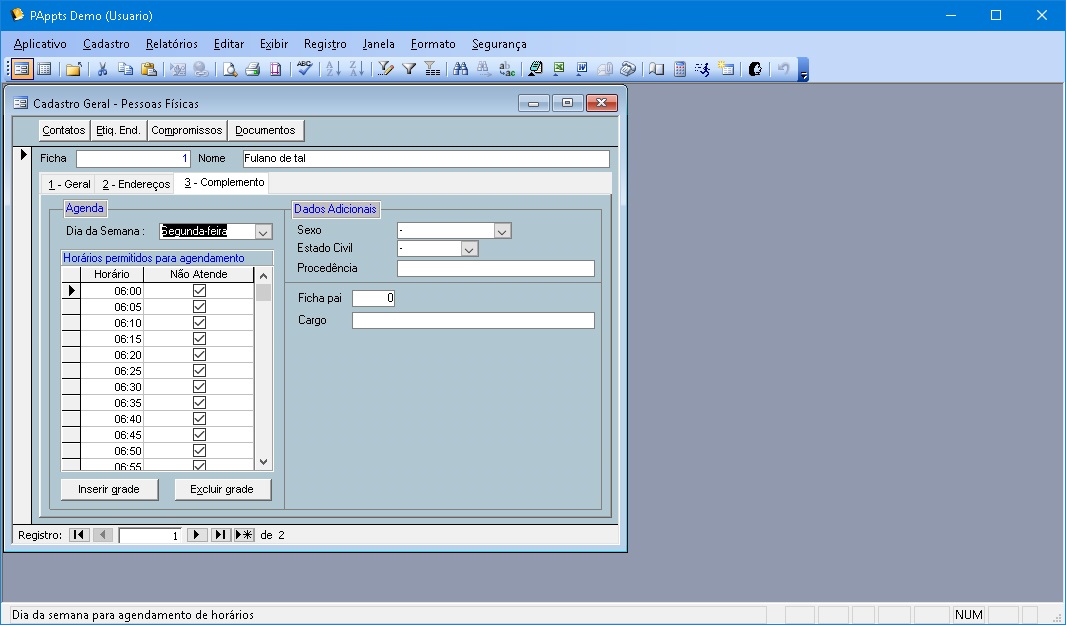 PAppts Demo (Usuario)
Aplicativo Cadastro Relatórios Editar Exibir Registro Janela Formato Segurança
Cadastro Geral - Pessoas Físicas
Contatos Etiq. End. Compromissos Documentos
Ficha 1 Nome Fulano de tal
1 - Geral 2 - Endereços 3 - Complemento
Agenda
Dia da Semana : Segunda-feira
Horários permitidos para agendamento
Horário Não Atende
06:00
06:05
06:10
06:15
06:20
06:25
06:30
06:35
06:40
06:45
06:50
06:55
Inserir grade Excluir grade
Dados Adicionais
Sexo -
Estado Civil -
Procedência
Ficha pai 0
Cargo
Registro: 1 de 2
Dia da semana para agendamento de horários NUM